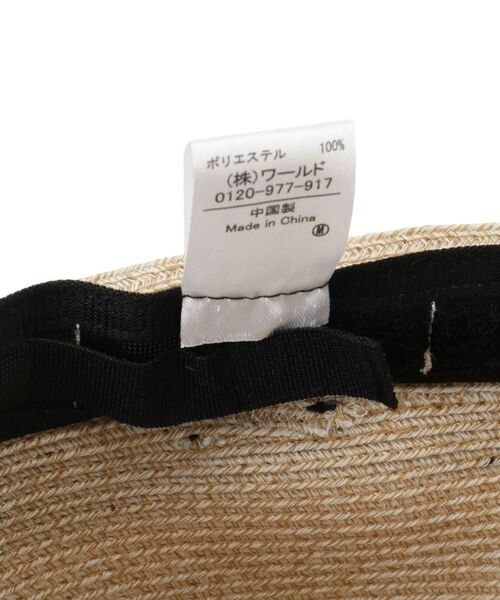 ポリエステル 100%
(株)ワールド
0120-977-917
中国製
Made in China
M